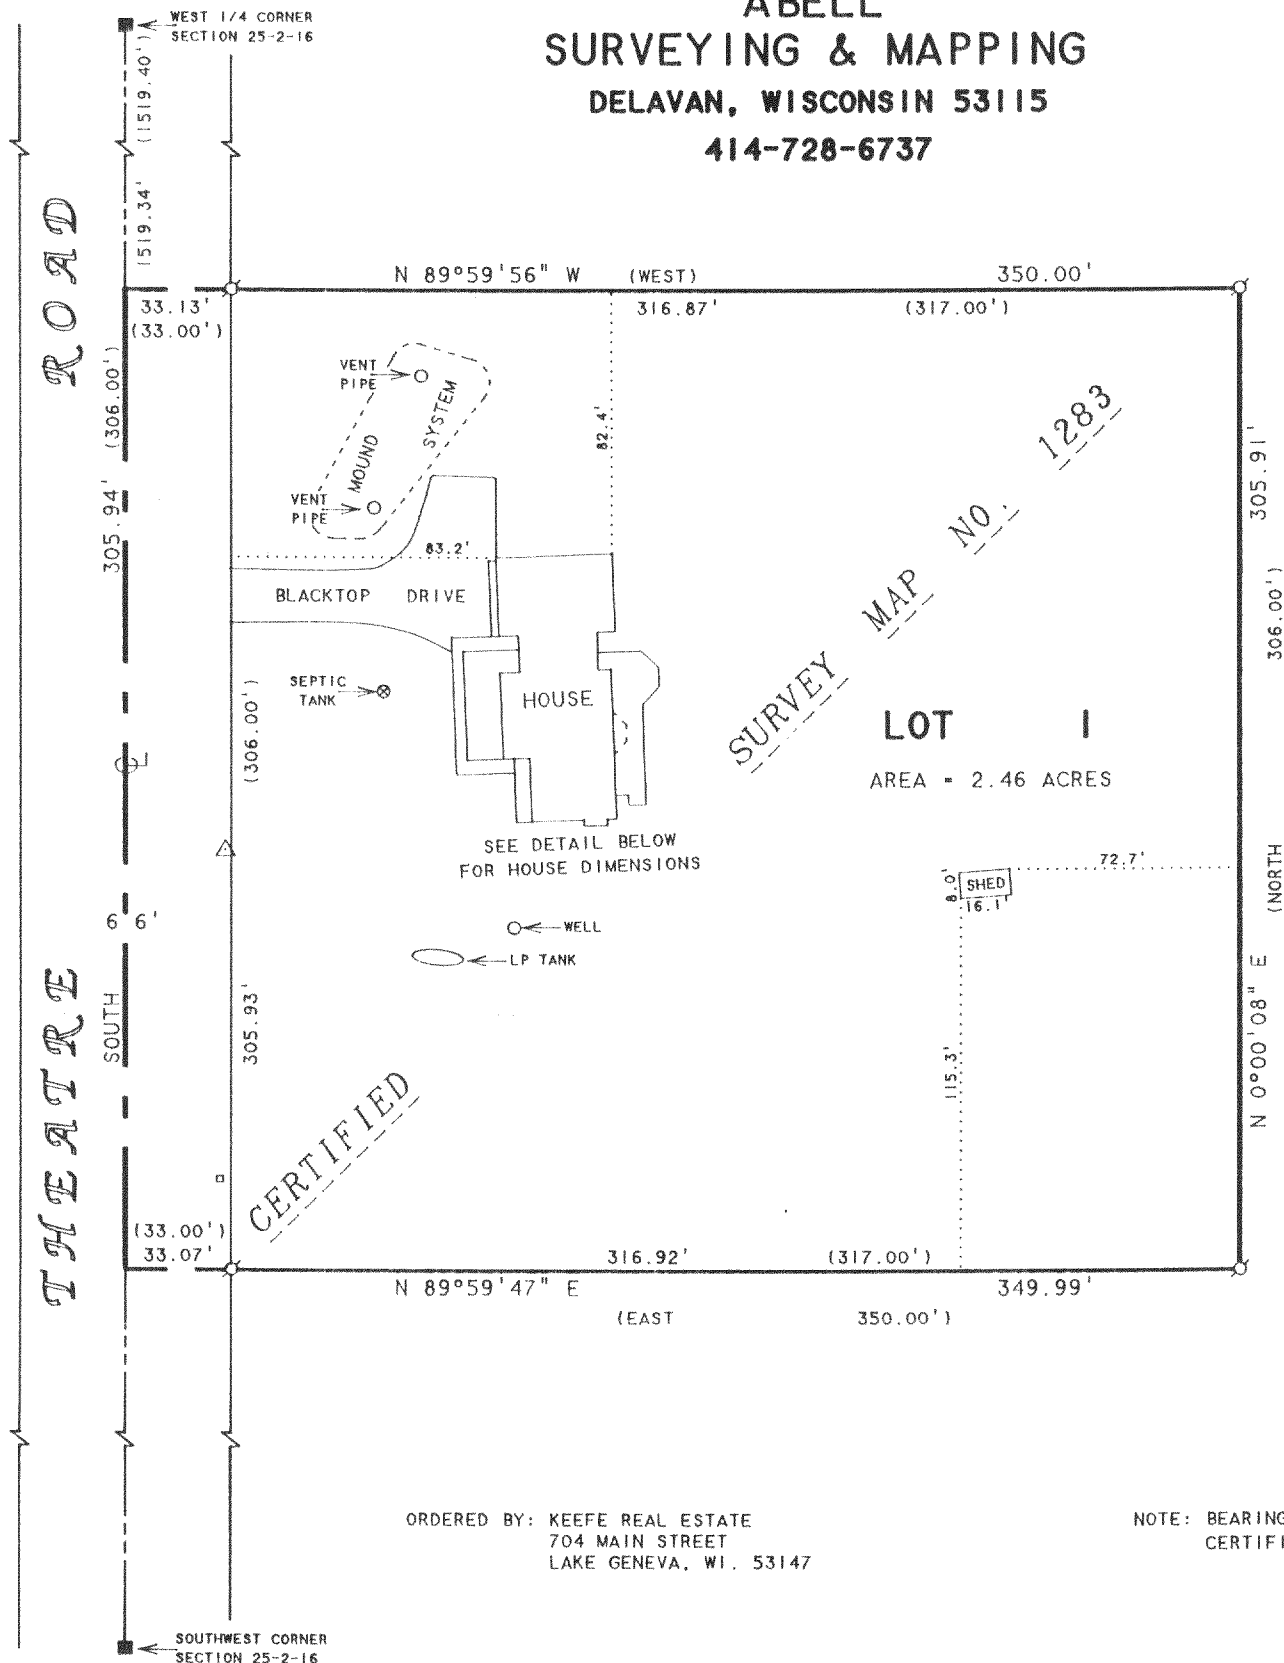 ABELL
SURVEYING & MAPPING
DELAVAN, WISCONSIN 53115
414-728-6737
WEST 1/4 CORNER
SECTION 25-2-16
(1519.40')
1519.34'
ROAD
THEATRE
N 89°59'56" W (WEST) 350.00'
33.13'
(33.00')
316.87' (317.00')
(306.00')
305.94'
VENT
PIPE
MOUND SYSTEM
VENT
PIPE
82.4'
83.2'
BLACKTOP DRIVE
SEPTIC
TANK
HOUSE
(306.00')
CERTIFIED SURVEY MAP NO. 1283
305.91'
306.00')
LOT 1
AREA = 2.46 ACRES
SEE DETAIL BELOW
FOR HOUSE DIMENSIONS
72.7'
8.0'
SHED
16.1'
(NORTH
66'
WELL
LP TANK
SOUTH
305.93'
115.3'
N 0°00'08" E
(33.00')
33.07'
316.92' (317.00')
N 89°59'47" E 349.99'
(EAST 350.00')
ORDERED BY: KEEFE REAL ESTATE
704 MAIN STREET
LAKE GENEVA, WI. 53147
NOTE: BEARING
CERTIFI
SOUTHWEST CORNER
SECTION 25-2-16